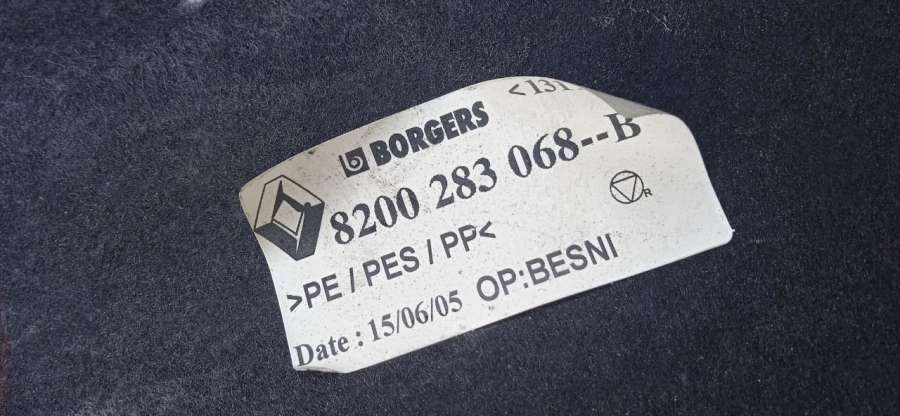 BORGERS
8200 283 068--B
R
>PE / PES / PP<
Date : 15/06/05 OP:BESNI